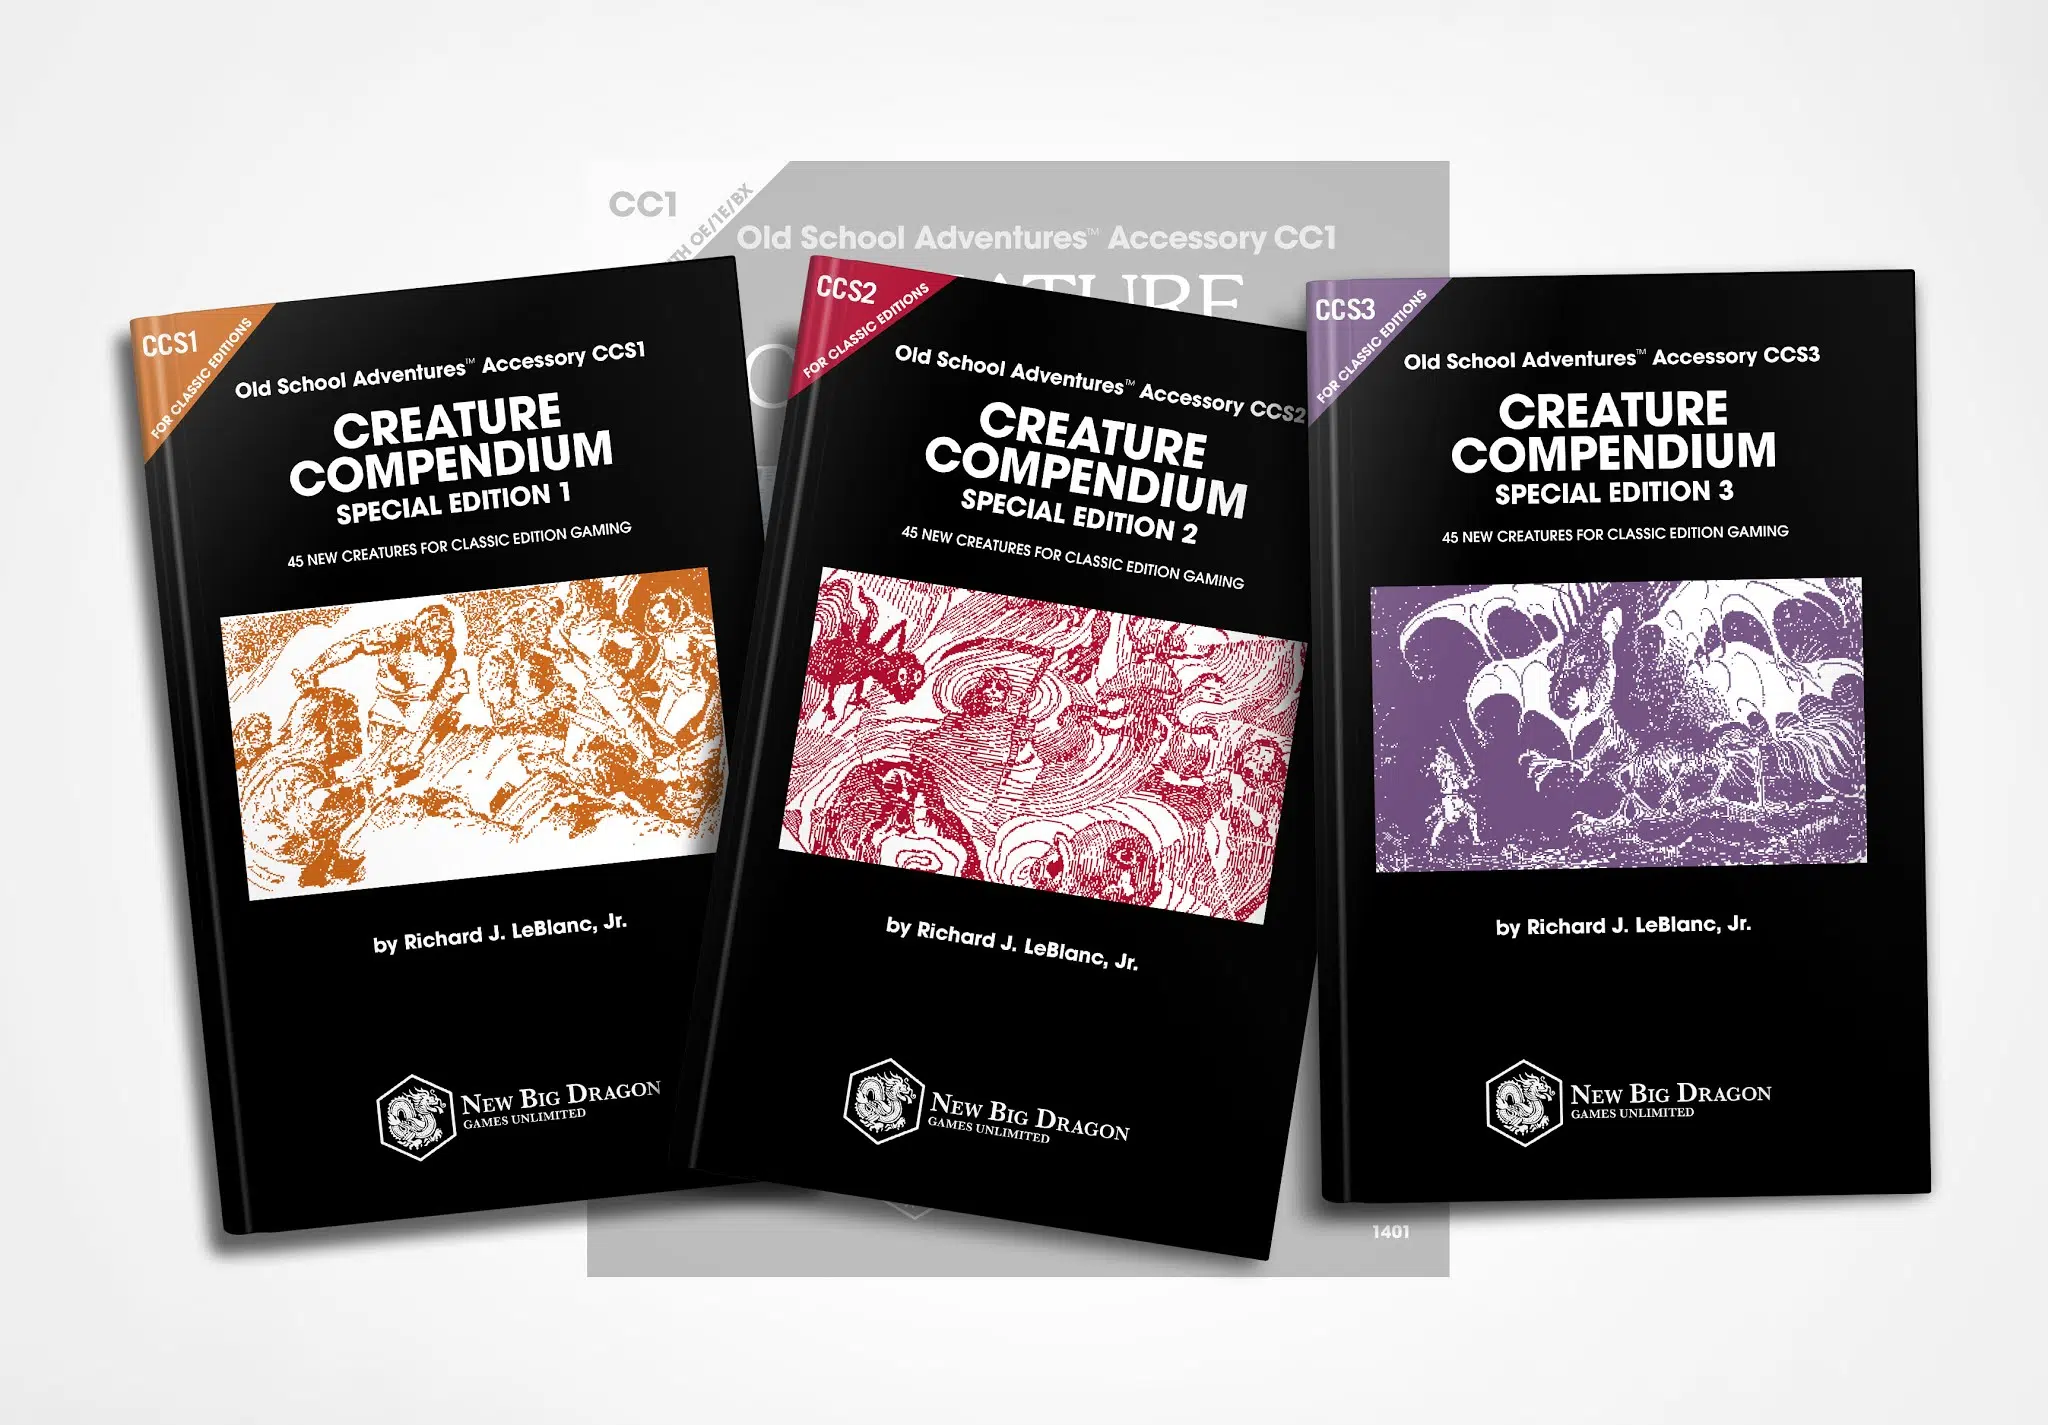 CC1
TH OE/1E/BX
Old School Adventures™ Accessory CC1
ATURE
CCS1
FOR CLASSIC EDITIONS
Old School Adventures™ Accessory CCS1
CREATURE
COMPENDIUM
SPECIAL EDITION 1
45 NEW CREATURES FOR CLASSIC EDITION GAMING
by Richard J. LeBlanc, Jr.
NEW BIG DRAGON
GAMES UNLIMITED
CCS2
FOR CLASSIC EDITIONS
Old School Adventures™ Accessory CCS2
CREATURE
COMPENDIUM
SPECIAL EDITION 2
45 NEW CREATURES FOR CLASSIC EDITION GAMING
by Richard J. LeBlanc, Jr.
NEW BIG DRAGON
GAMES UNLIMITED
CCS3
FOR CLASSIC EDITIONS
Old School Adventures™ Accessory CCS3
CREATURE
COMPENDIUM
SPECIAL EDITION 3
45 NEW CREATURES FOR CLASSIC EDITION GAMING
by Richard J. LeBlanc, Jr.
NEW BIG DRAGON
GAMES UNLIMITED
1401